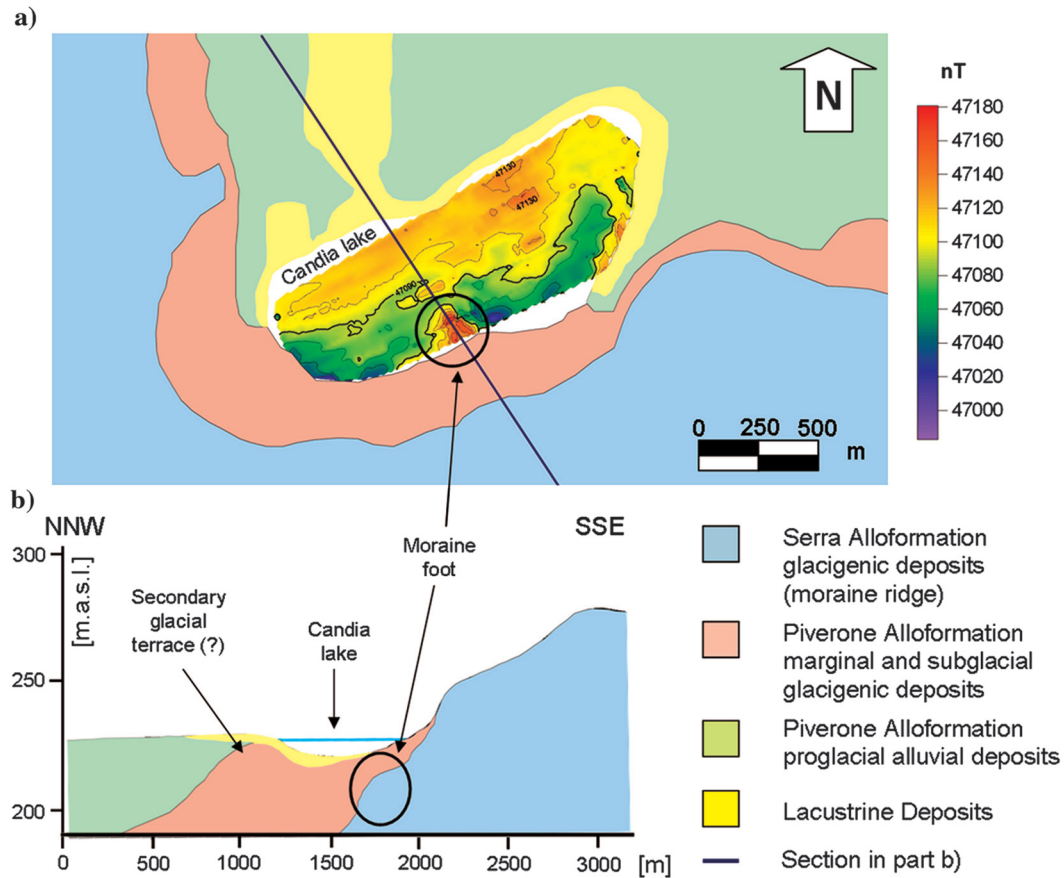 a)
N
nT
47180
47160
47140
47120
47100
47080
47060
47040
47020
47000
47130
47130
Candia lake
47090
0 250 500
m
b)
NNW
SSE
300
250
200
[m.a.s.l.]
Secondary
glacial
terrace (?)
Candia
lake
Moraine
foot
0 500 1000 1500 2000 2500 3000 [m]
Serra Alloformation
glacigenic deposits
(moraine ridge)
Piverone Alloformation
marginal and subglacial
glacigenic deposits
Piverone Alloformation
proglacial alluvial deposits
Lacustrine Deposits
Section in part b)